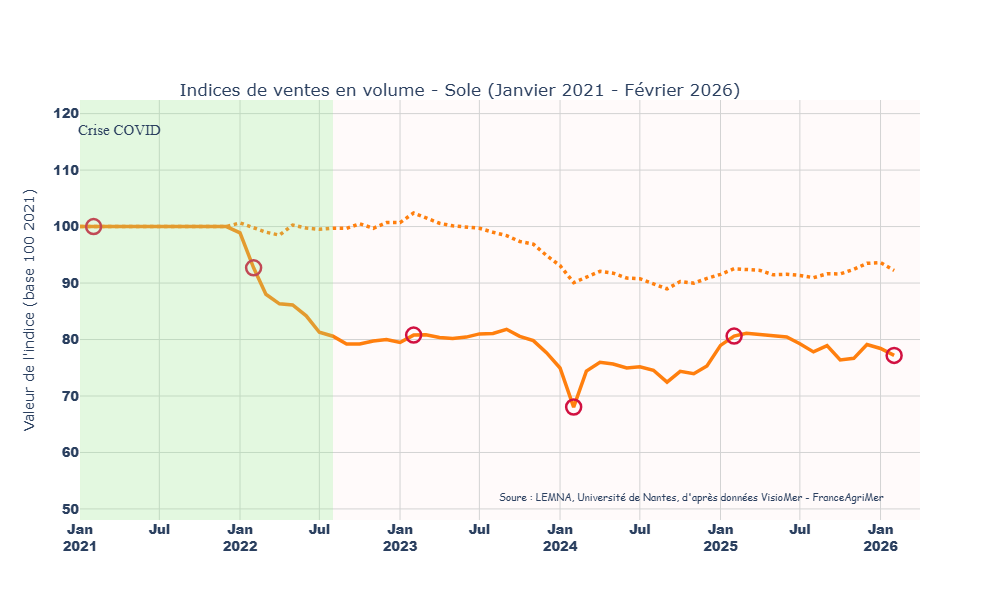 Indices de ventes en volume - Sole (Janvier 2021 - Février 2026)
120
Crise COVID
110
100
90
80
70
60
50
Valeur de l'indice (base 100 2021)
Soure : LEMNA, Université de Nantes, d'après données VisioMer - FranceAgriMer
Jan Jul Jan Jul Jan Jul Jan Jul Jan Jul Jan
2021 2022 2023 2024 2025 2026